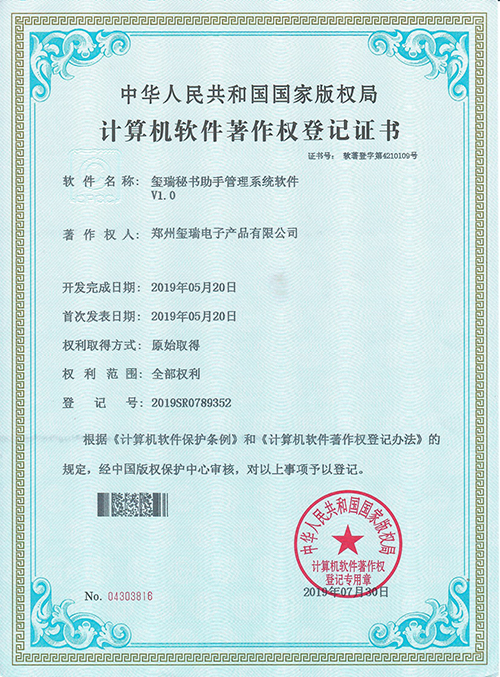 中华人民共和国国家版权局
计算机软件著作权登记证书
证书号： 软著登字第4210109号
软件名称： 玺瑞秘书助手管理系统软件
V1.0
著作权人： 郑州玺瑞电子产品有限公司
开发完成日期： 2019年05月20日
首次发表日期： 2019年05月20日
权利取得方式： 原始取得
权利范围： 全部权利
登记号： 2019SR0789352
根据《计算机软件保护条例》和《计算机软件著作权登记办法》的
规定，经中国版权保护中心审核，对以上事项予以登记。
中华人民共和国国家版权局
计算机软件著作权
登记专用章
No. 04303816
2019年07月30日